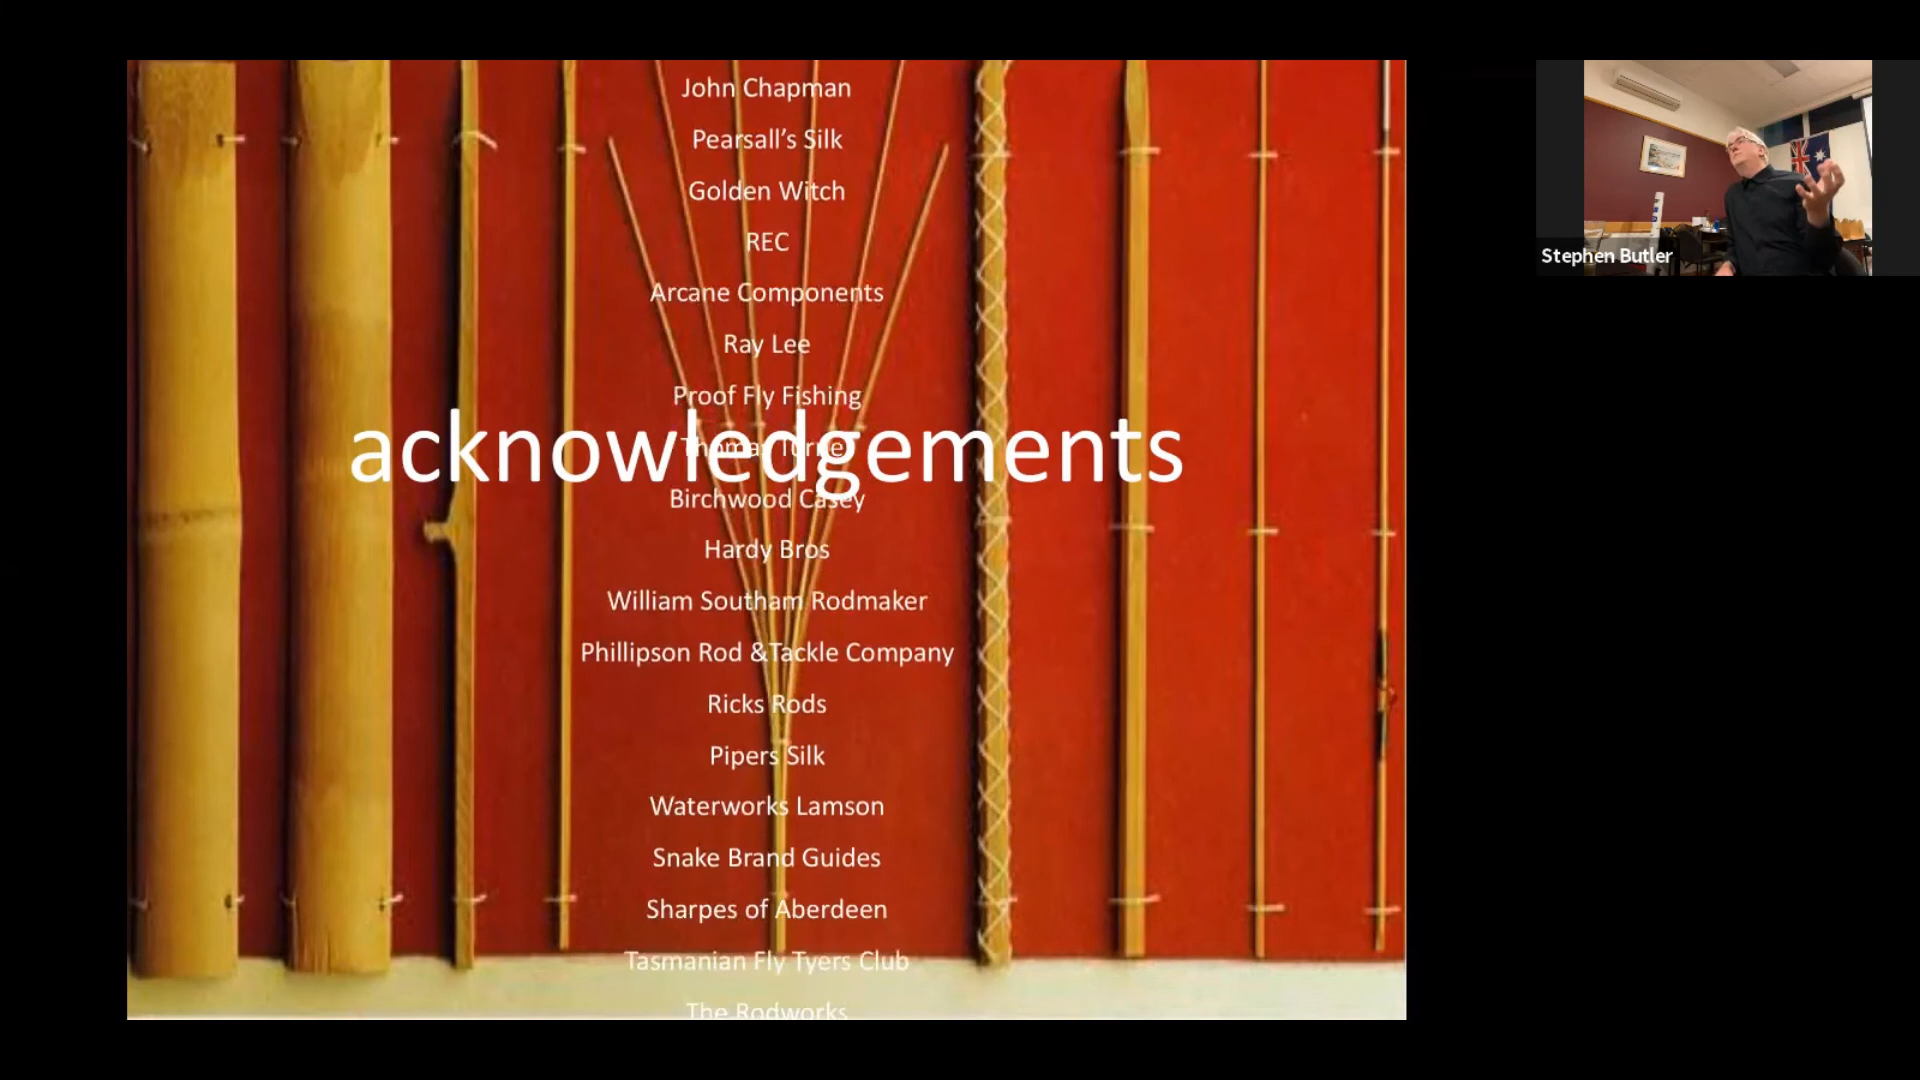 John Chapman
Pearsall’s Silk
Golden Witch
REC
Arcane Components
Ray Lee
Proof Fly Fishing
acknowledgements
Thomas Turner
Birchwood Casey
Hardy Bros
William Southam Rodmaker
Phillipson Rod &Tackle Company
Ricks Rods
Pipers Silk
Waterworks Lamson
Snake Brand Guides
Sharpes of Aberdeen
Tasmanian Fly Tyers Club
The Rodworks
Stephen Butler